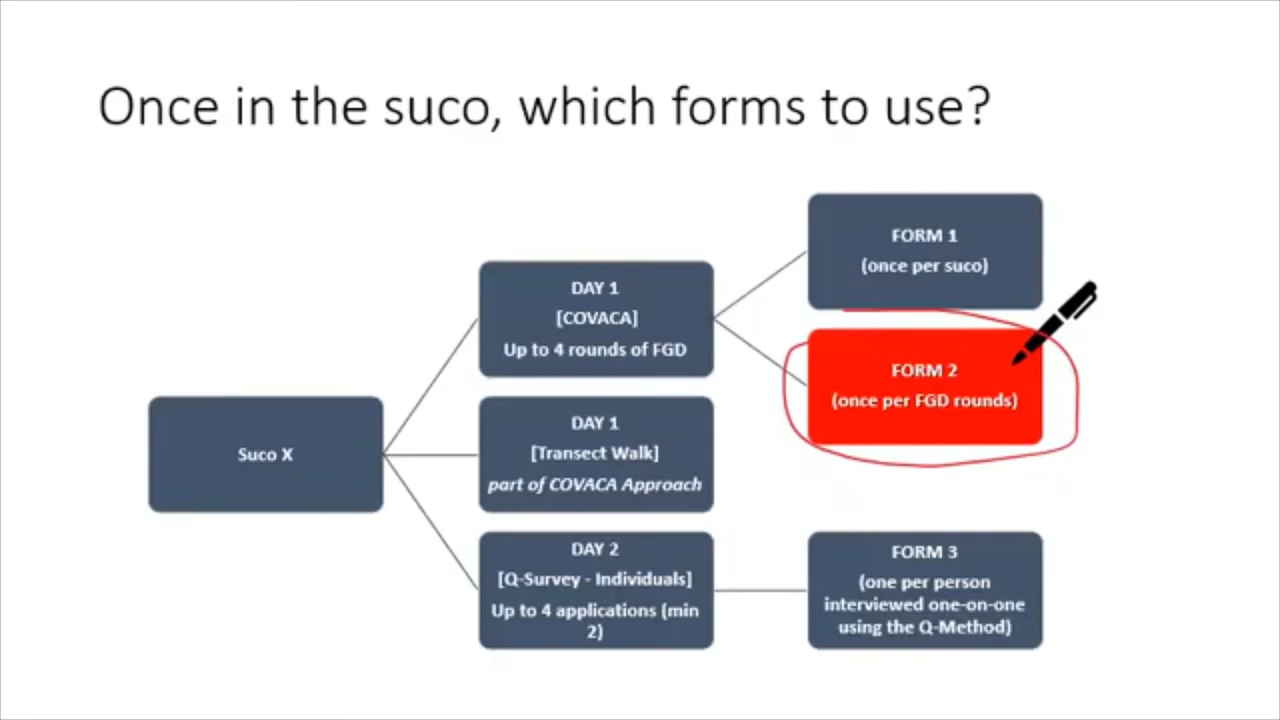 Once in the suco, which forms to use?
Suco X
DAY 1
[COVACA]
Up to 4 rounds of FGD
DAY 1
[Transect Walk]
part of COVACA Approach
DAY 2
[Q-Survey - Individuals]
Up to 4 applications (min
2)
FORM 1
(once per suco)
FORM 2
(once per FGD rounds)
FORM 3
(one per person
interviewed one-on-one
using the Q-Method)